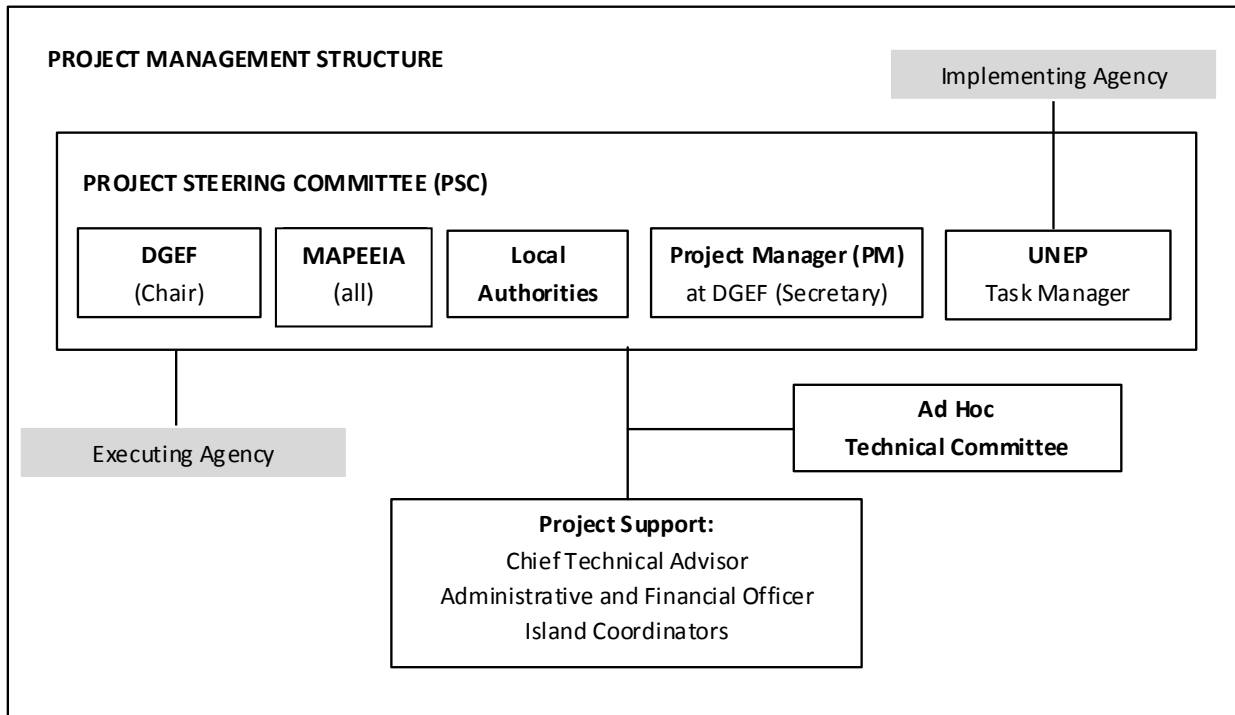 PROJECT MANAGEMENT STRUCTURE
Implementing Agency
PROJECT STEERING COMMITTEE (PSC)
DGEF
(Chair)
MAPEEIA
(all)
Local
Authorities
Project Manager (PM)
at DGEF (Secretary)
UNEP
Task Manager
Executing Agency
Ad Hoc
Technical Committee
Project Support:
Chief Technical Advisor
Administrative and Financial Officer
Island Coordinators